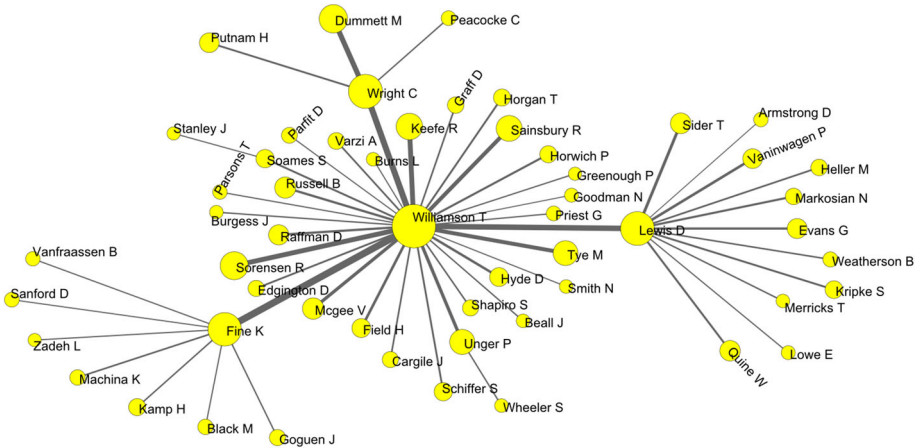 Dummett M
Peacocke C
Putnam H
Wright C
Graff D
Horgan T
Stanley J
Parfit D
Varzi A
Keefe R
Sainsbury R
Sider T
Armstrong D
Soames S
Burns L
Horwich P
Vaninwagen P
Parsons T
Russell B
Greenough P
Heller M
Goodman N
Markosian N
Burgess J
Williamson T
Priest G
Lewis D
Evans G
Raffman D
Sorensen R
Tye M
Weatherson B
Vanfraassen B
Edgington D
Hyde D
Smith N
Kripke S
Sanford D
Mcgee V
Shapiro S
Merricks T
Fine K
Field H
Beall J
Zadeh L
Unger P
Quine W
Lowe E
Cargile J
Machina K
Schiffer S
Kamp H
Wheeler S
Black M
Goguen J